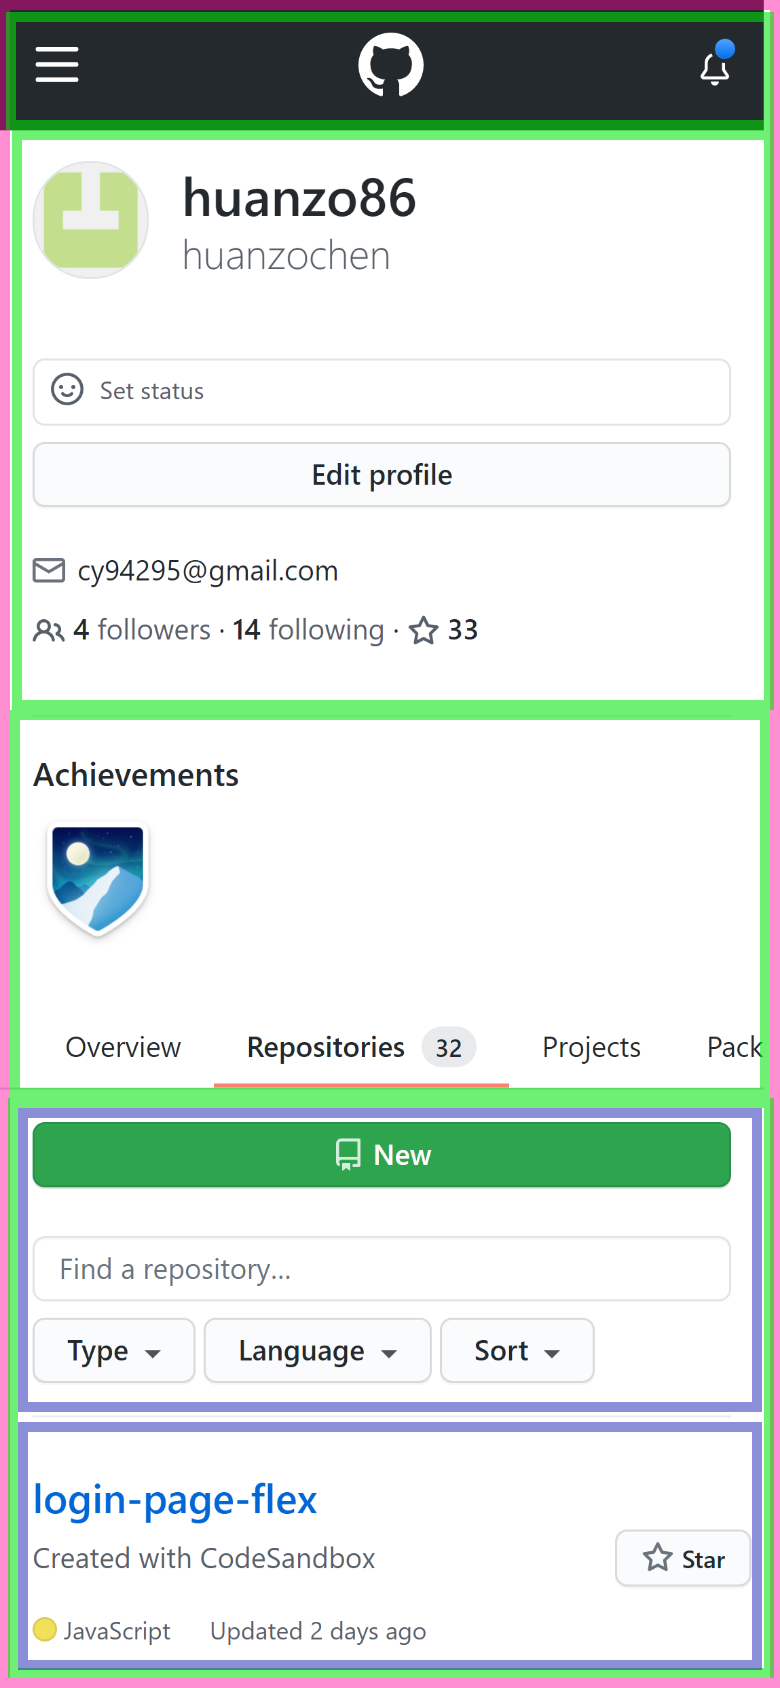 huanzo86
huanzochen
Set status
Edit profile
cy94295@gmail.com
4 followers · 14 following · 33
Achievements
Overview Repositories 32 Projects Pack
New
Find a repository...
Type Language Sort
login-page-flex
Created with CodeSandbox
Star
JavaScript Updated 2 days ago